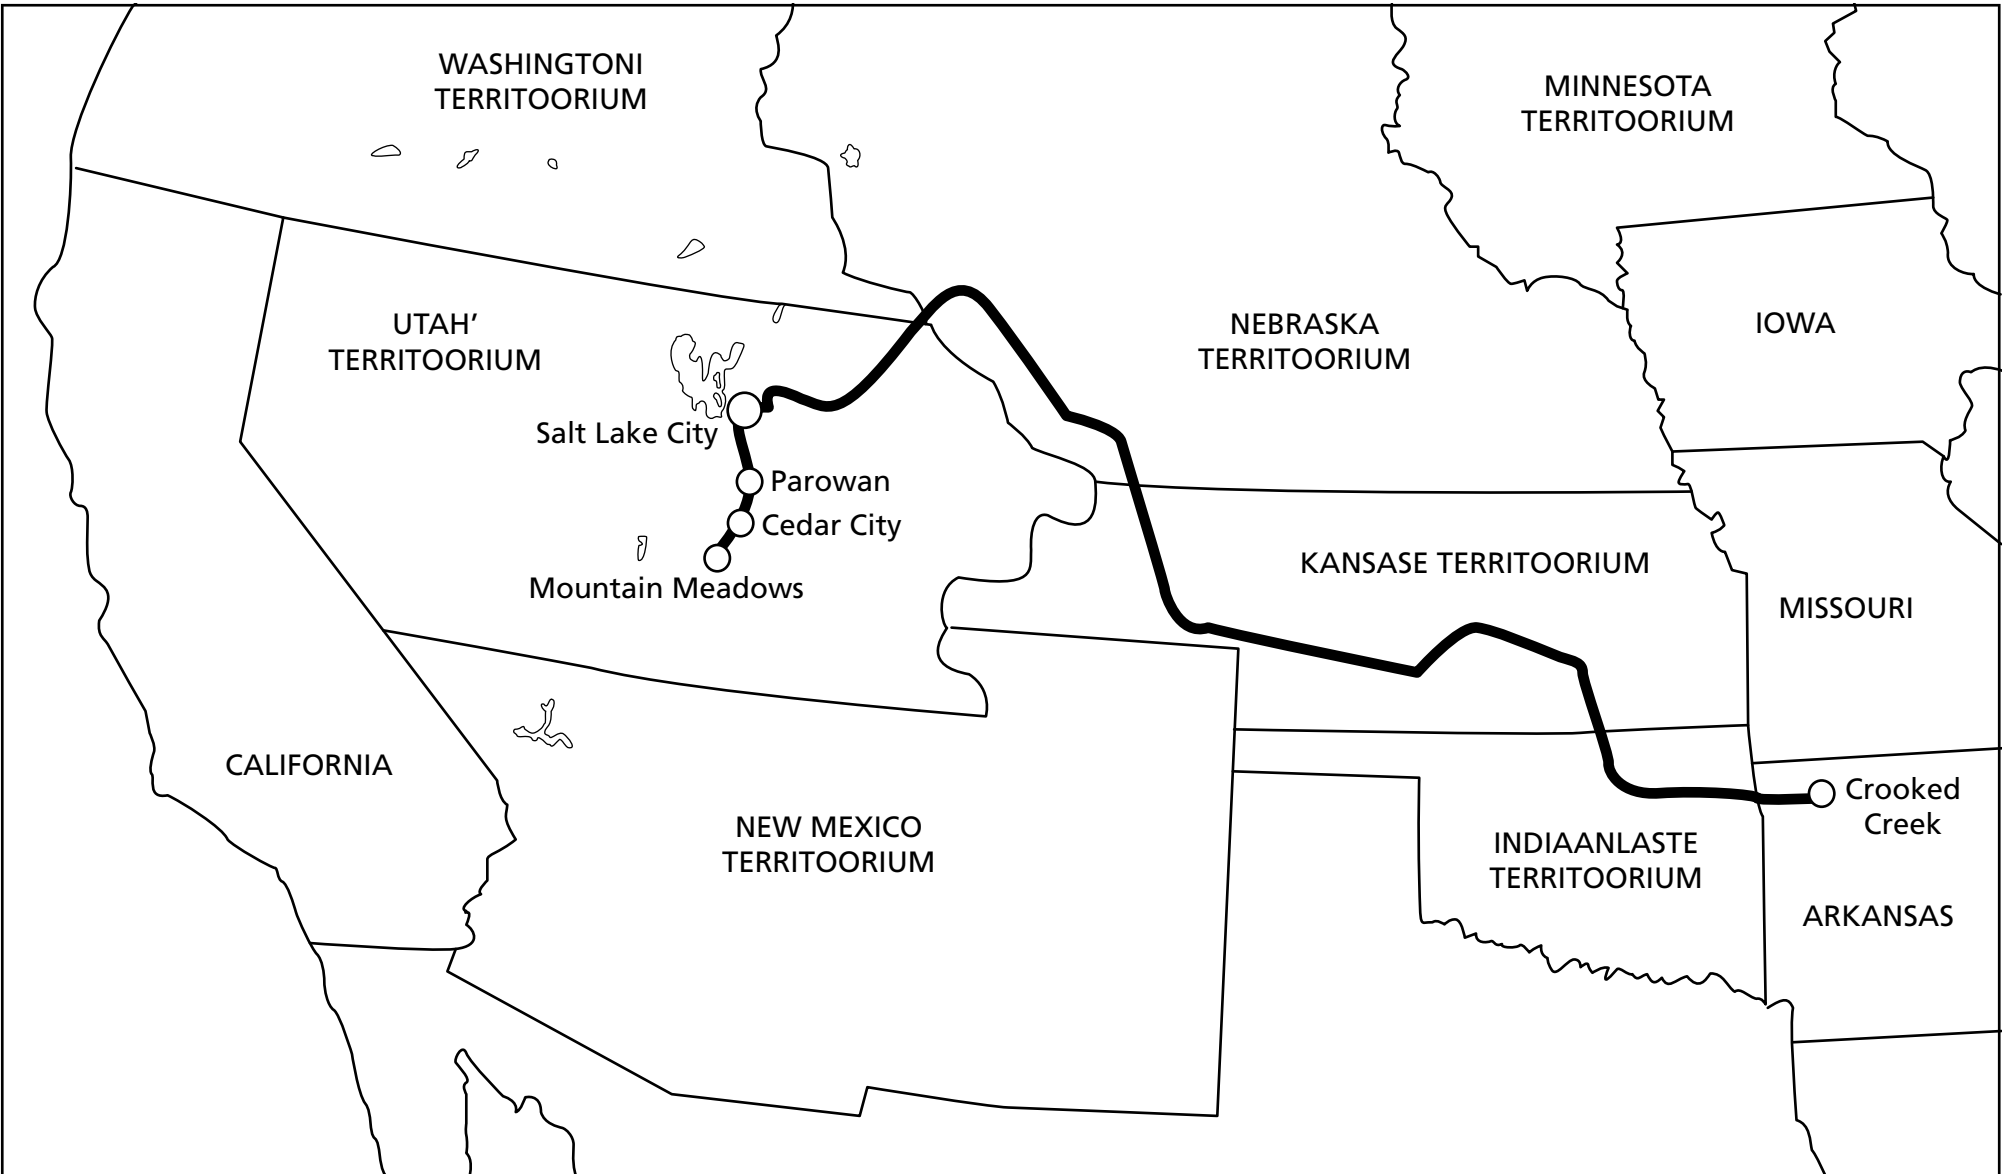 WASHINGTONI
TERRITOORIUM
MINNESOTA
TERRITOORIUM
UTAH’
TERRITOORIUM
NEBRASKA
TERRITOORIUM
IOWA
Salt Lake City
Parowan
Cedar City
Mountain Meadows
KANSASE TERRITOORIUM
MISSOURI
CALIFORNIA
NEW MEXICO
TERRITOORIUM
Crooked
Creek
INDIAANLASTE
TERRITOORIUM
ARKANSAS